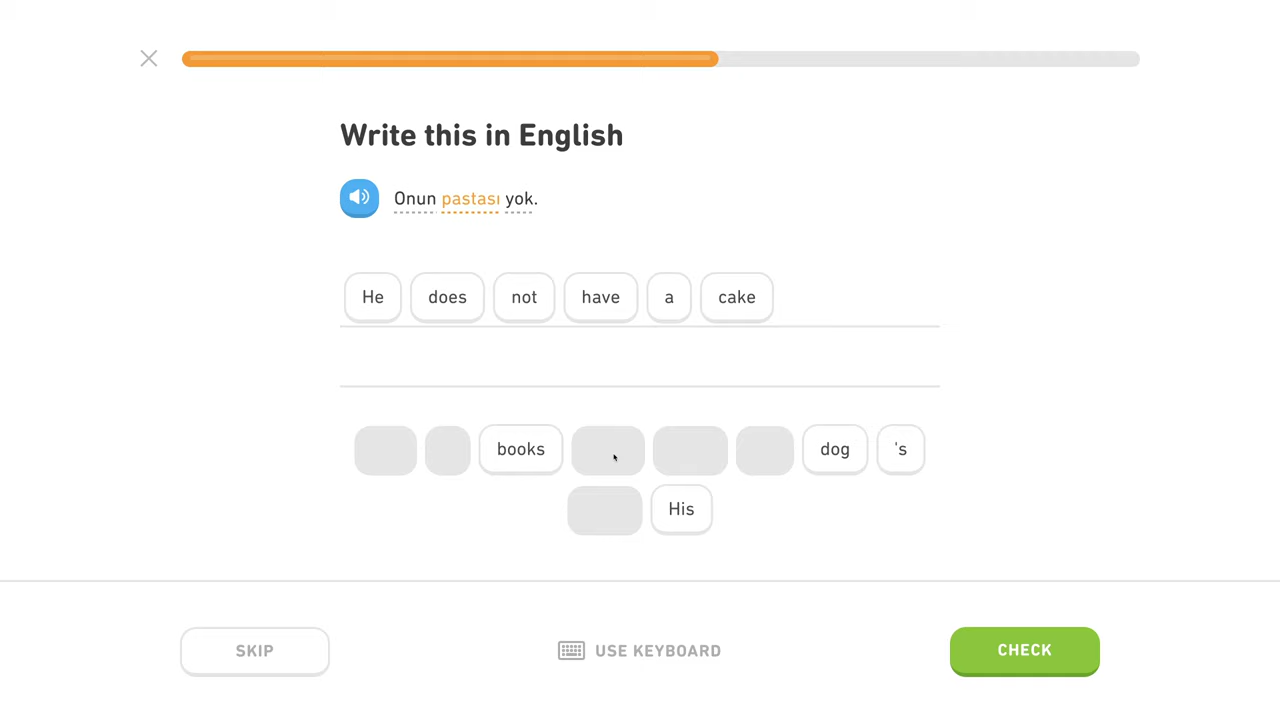 Write this in English
Onun pastası yok.
He does not have a cake
books dog 's
His
SKIP USE KEYBOARD CHECK